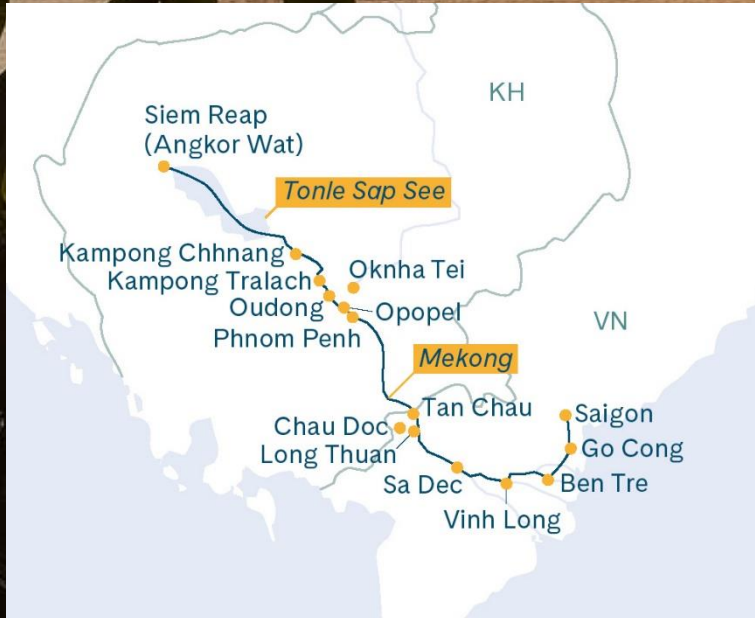 KH
Siem Reap
(Angkor Wat)
Tonle Sap See
Kampong Chhnang
Kampong Tralach
Oknha Tei
Oudong
Opopel
Phnom Penh
VN
Mekong
Tan Chau
Saigon
Chau Doc
Long Thuan
Go Cong
Sa Dec
Ben Tre
Vinh Long